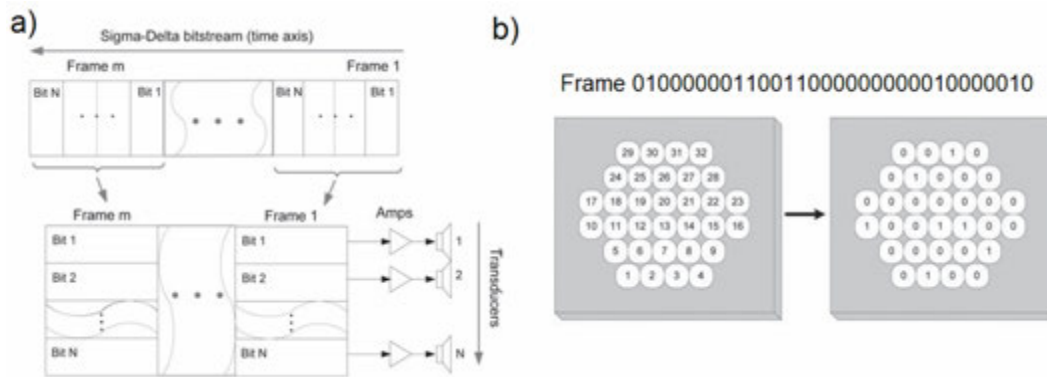 a)
Sigma-Delta bitstream (time axis)
Frame m Frame 1
Bit N Bit 1 Bit N Bit 1
Frame m Frame 1 Amps
Bit 1 Bit 1 1
Bit 2 Bit 2 2
Bit N Bit N N
Transducers
b)
Frame 01000000110011000000000010000010
29 30 31 32
24 25 26 27 28
17 18 19 20 21 22 23
10 11 12 13 14 15 16
5 6 7 8 9
1 2 3 4
0 0 1 0
0 1 0 0 0
0 0 0 0 0 0 0
1 0 0 1 1 0 0
0 0 0 0 1
0 1 0 0